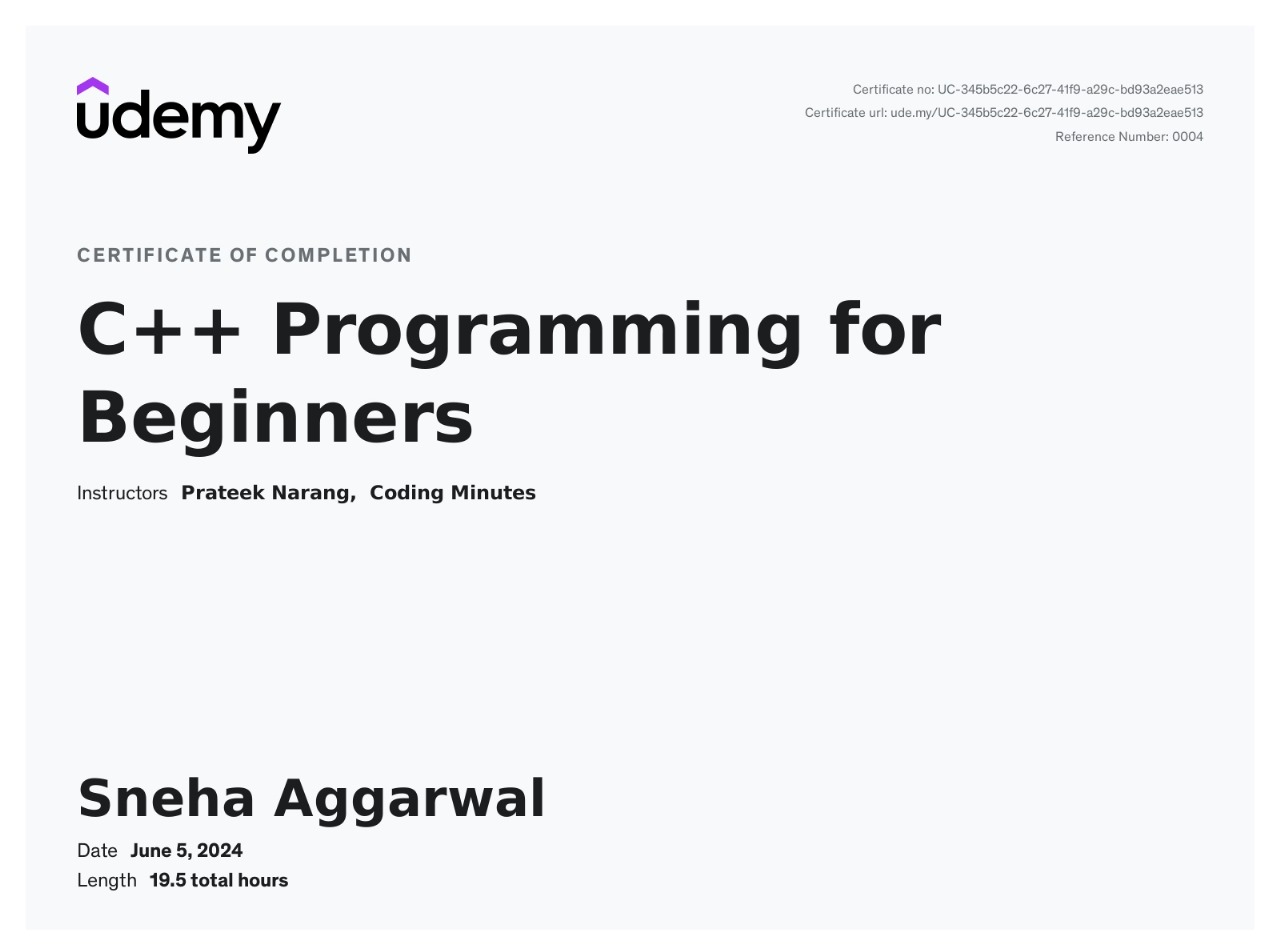 udemy
Certificate no: UC-345b5c22-6c27-41f9-a29c-bd93a2eae513
Certificate url: ude.my/UC-345b5c22-6c27-41f9-a29c-bd93a2eae513
Reference Number: 0004
CERTIFICATE OF COMPLETION
C++ Programming for
Beginners
Instructors Prateek Narang, Coding Minutes
Sneha Aggarwal
Date June 5, 2024
Length 19.5 total hours